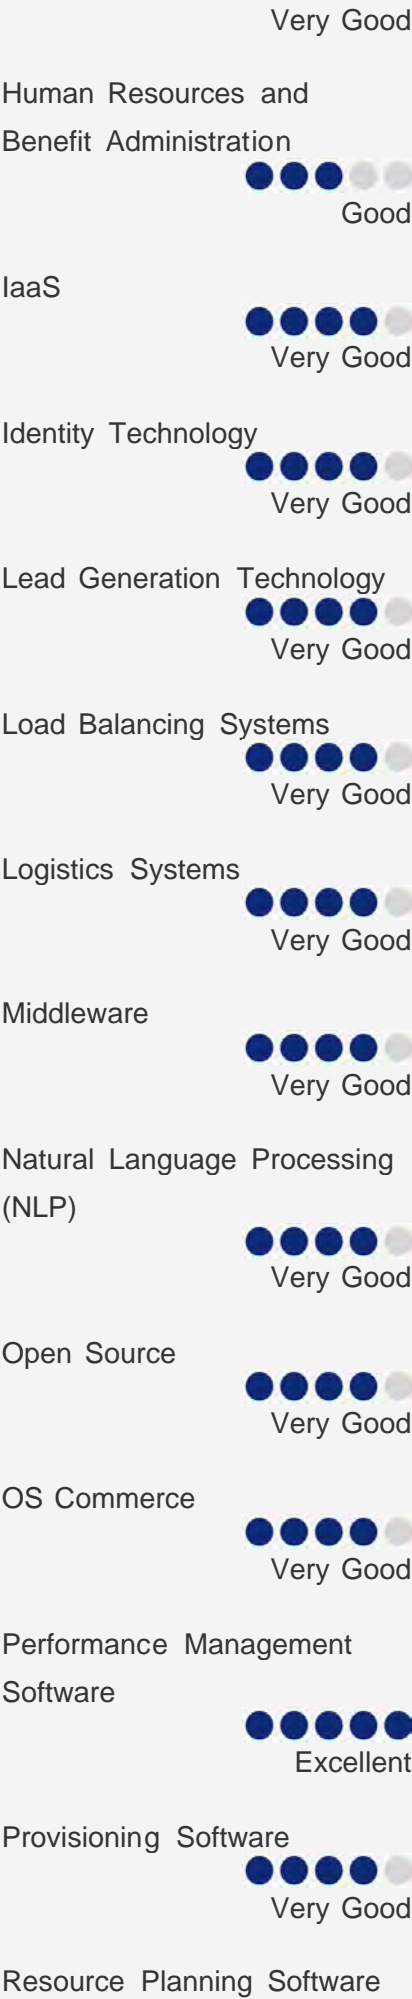 Very Good
Human Resources and
Benefit Administration
Good
IaaS
Very Good
Identity Technology
Very Good
Lead Generation Technology
Very Good
Load Balancing Systems
Very Good
Logistics Systems
Very Good
Middleware
Very Good
Natural Language Processing
(NLP)
Very Good
Open Source
Very Good
OS Commerce
Very Good
Performance Management
Software
Excellent
Provisioning Software
Very Good
Resource Planning Software